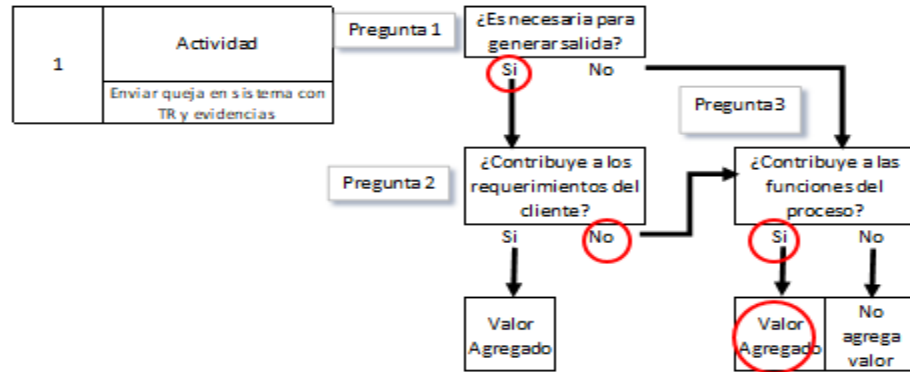 1
Actividad
Enviar queja en sistema con
TR y evidencias
Pregunta 1
¿Es necesaria para
generar salida?
Si No
Pregunta 3
Pregunta 2
¿Contribuye a los
requerimientos del
cliente?
Si No
¿Contribuye a las
funciones del
proceso?
Si No
Valor
Agregado
Valor
Agregado
No
agrega
valor